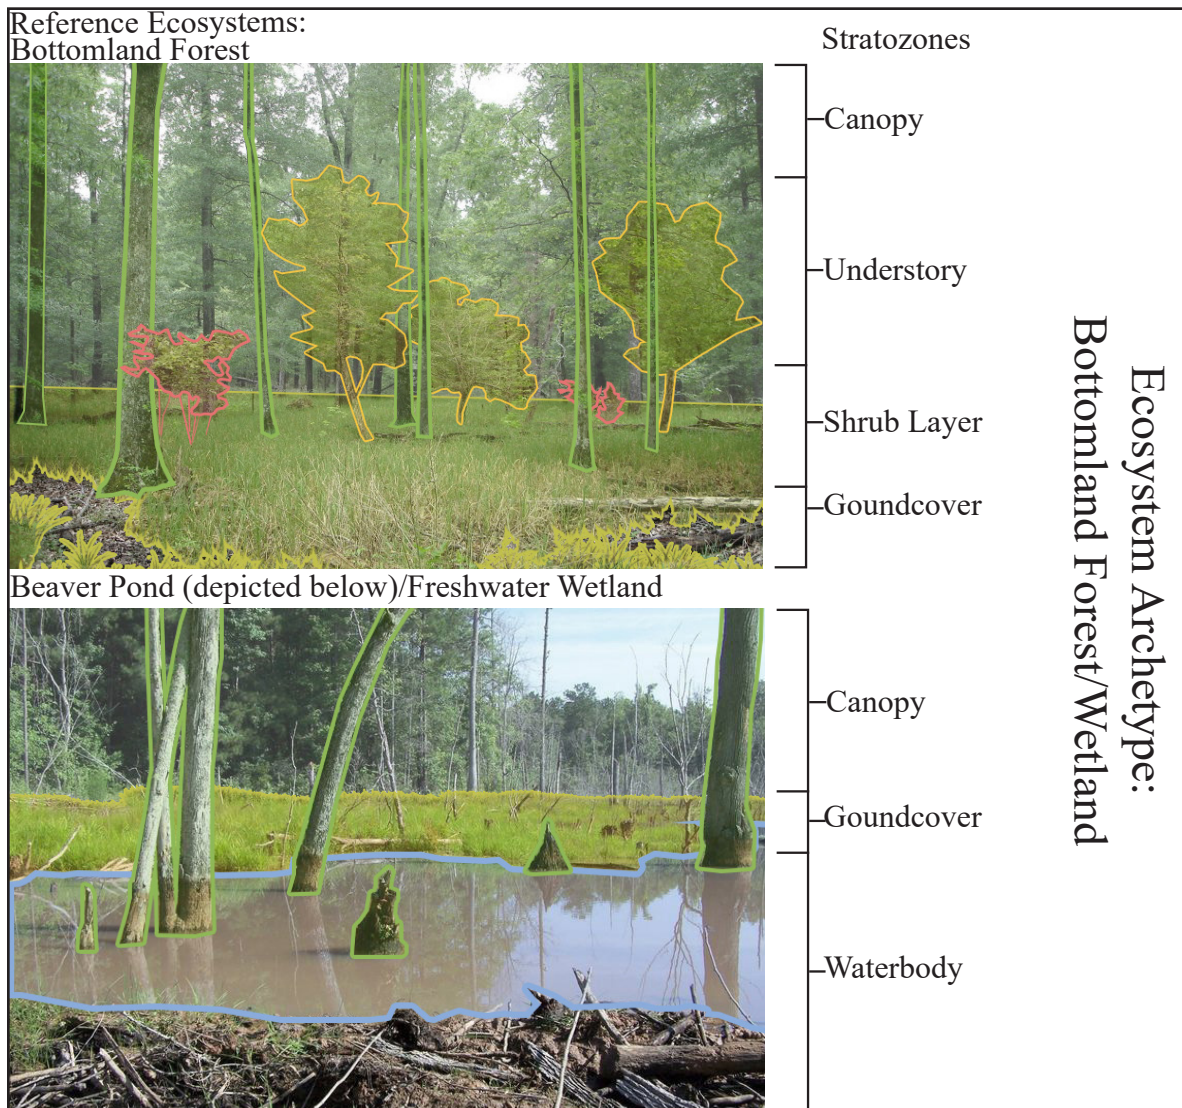 Reference Ecosystems:
Bottomland Forest
Stratozones
Canopy
Understory
Shrub Layer
Goundcover
Beaver Pond (depicted below)/Freshwater Wetland
Canopy
Goundcover
Waterbody
Ecosystem Archetype:
Bottomland Forest/Wetland